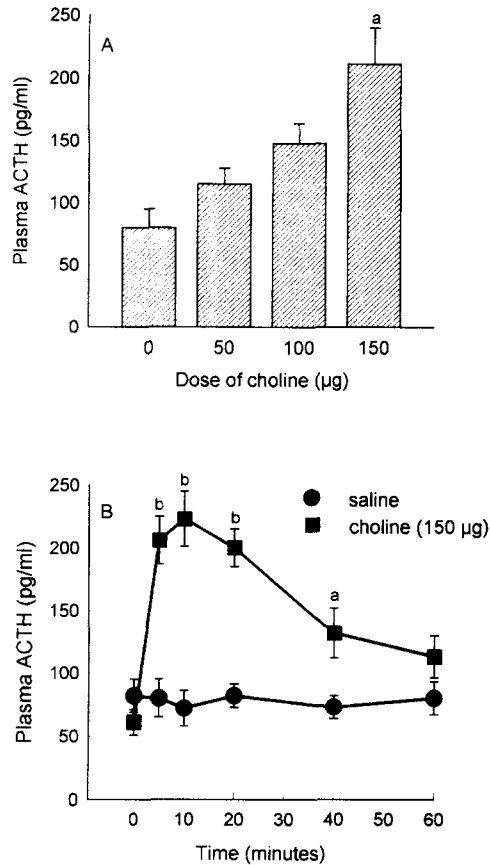 250
a
A
200
150
100
50
0
Plasma ACTH (pg/ml)
0 50 100 150
Dose of choline (µg)
250
B
b b b a
saline
choline (150 µg)
200
150
100
50
0
Plasma ACTH (pg/ml)
0 10 20 30 40 50 60
Time (minutes)